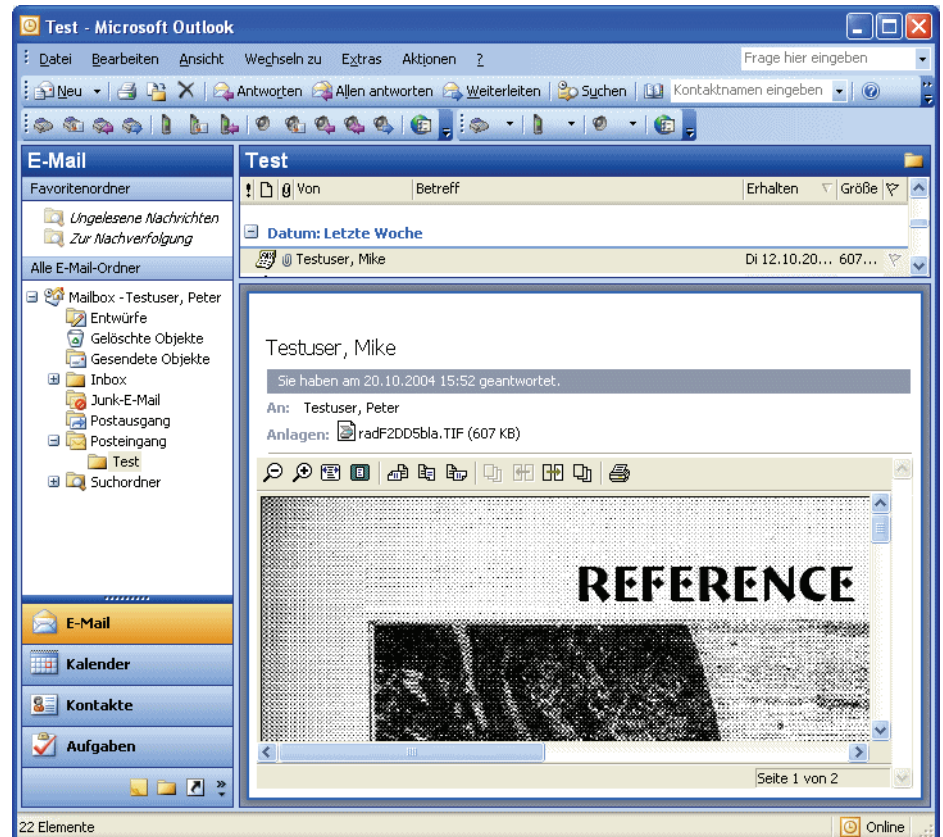 Test - Microsoft Outlook
Datei Bearbeiten Ansicht Wechseln zu Extras Aktionen ? Frage hier eingeben
Neu Antworten Allen antworten Weiterleiten Suchen Kontaktnamen eingeben
E-Mail
Favoritenordner
Ungelesene Nachrichten
Zur Nachverfolgung
Alle E-Mail-Ordner
Mailbox - Testuser, Peter
Entwürfe
Gelöschte Objekte
Gesendete Objekte
Inbox
Junk-E-Mail
Postausgang
Posteingang
Test
Suchordner
E-Mail
Kalender
Kontakte
Aufgaben
Test
Von Betreff Erhalten Größe
Datum: Letzte Woche
Testuser, Mike Di 12.10.20... 607...
Testuser, Mike
Sie haben am 20.10.2004 15:52 geantwortet.
An: Testuser, Peter
Anlagen: radF2DD5bla.TIF (607 KB)
REFERENCE
Seite 1 von 2
22 Elemente Online